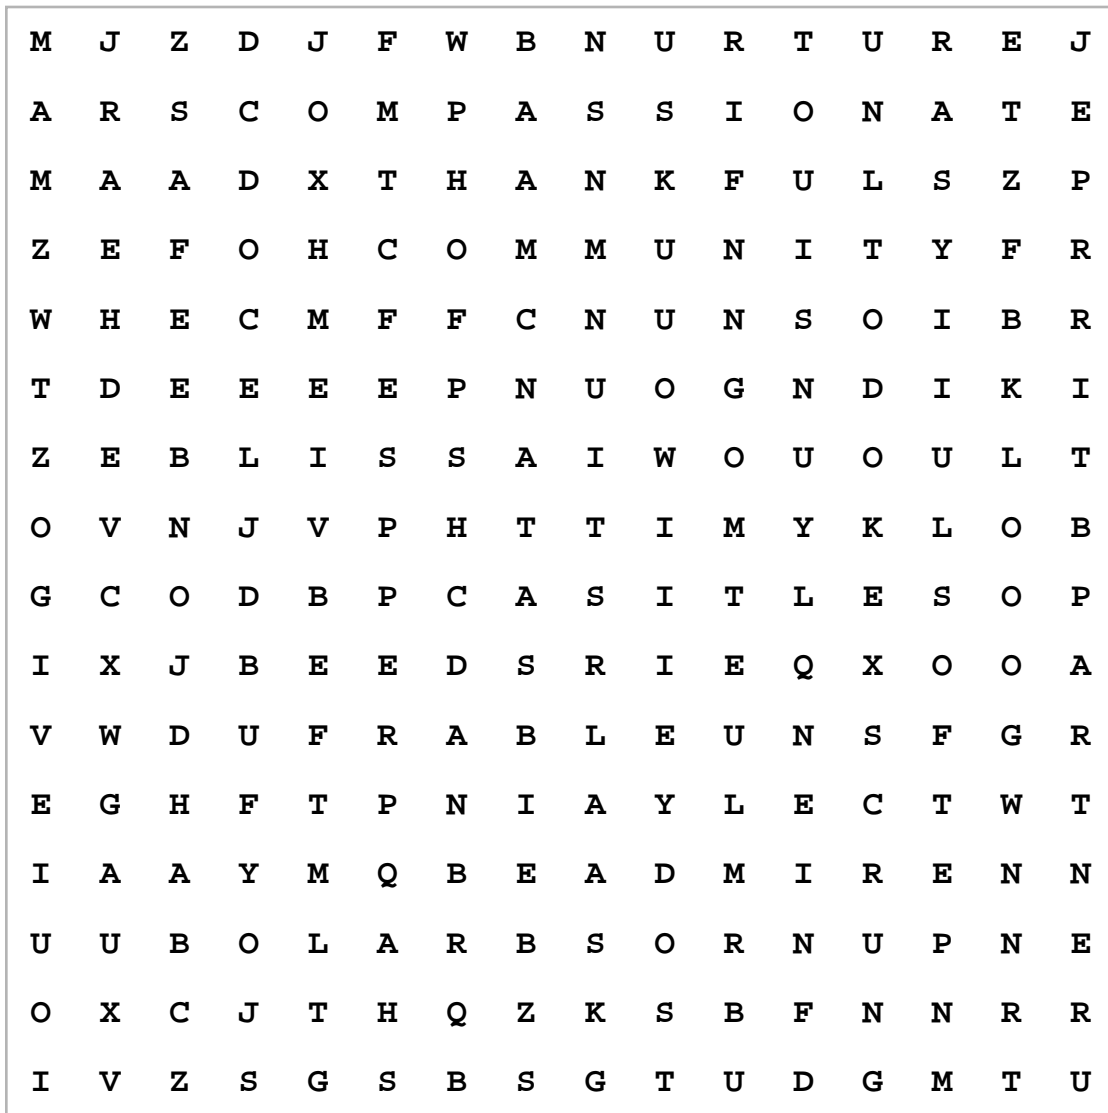 M J Z D J F W B N U R T U R E J
A R S C O M P A S S I O N A T E
M A A D X T H A N K F U L S Z P
Z E F O H C O M M U N I T Y F R
W H E C M F F C N U N S O I B R
T D E E E E P N U O G N D I K I
Z E B L I S S A I W O U O U L T
O V N J V P H T T I M Y K L O B
G C O D B P C A S I T L E S O P
I X J B E E D S R I E Q X O O A
V W D U F R A B L E U N S F G R
E G H F T P N I A Y L E C T W T
I A A Y M Q B E A D M I R E N N
U U B O L A R B S O R N U P N E
O X C J T H Q Z K S B F N N R R
I V Z S G S B S G T U D G M T U